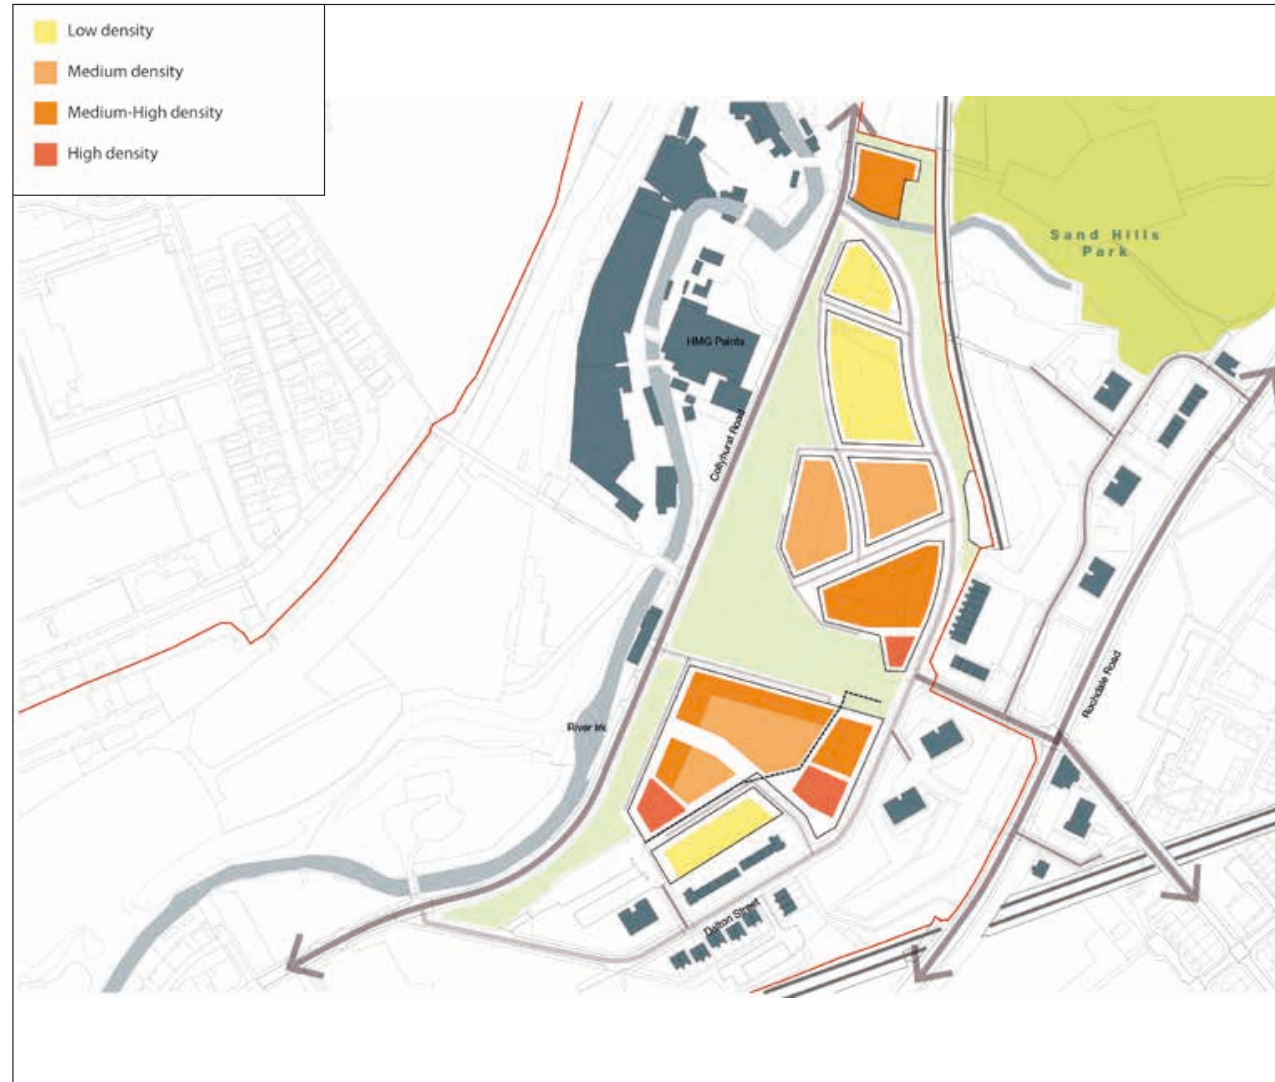 Low density
Medium density
Medium-High density
High density
Sand Hills
Park
HMG Paints
Collyhurst Road
Rochdale Road
River Irk
Dalton Street